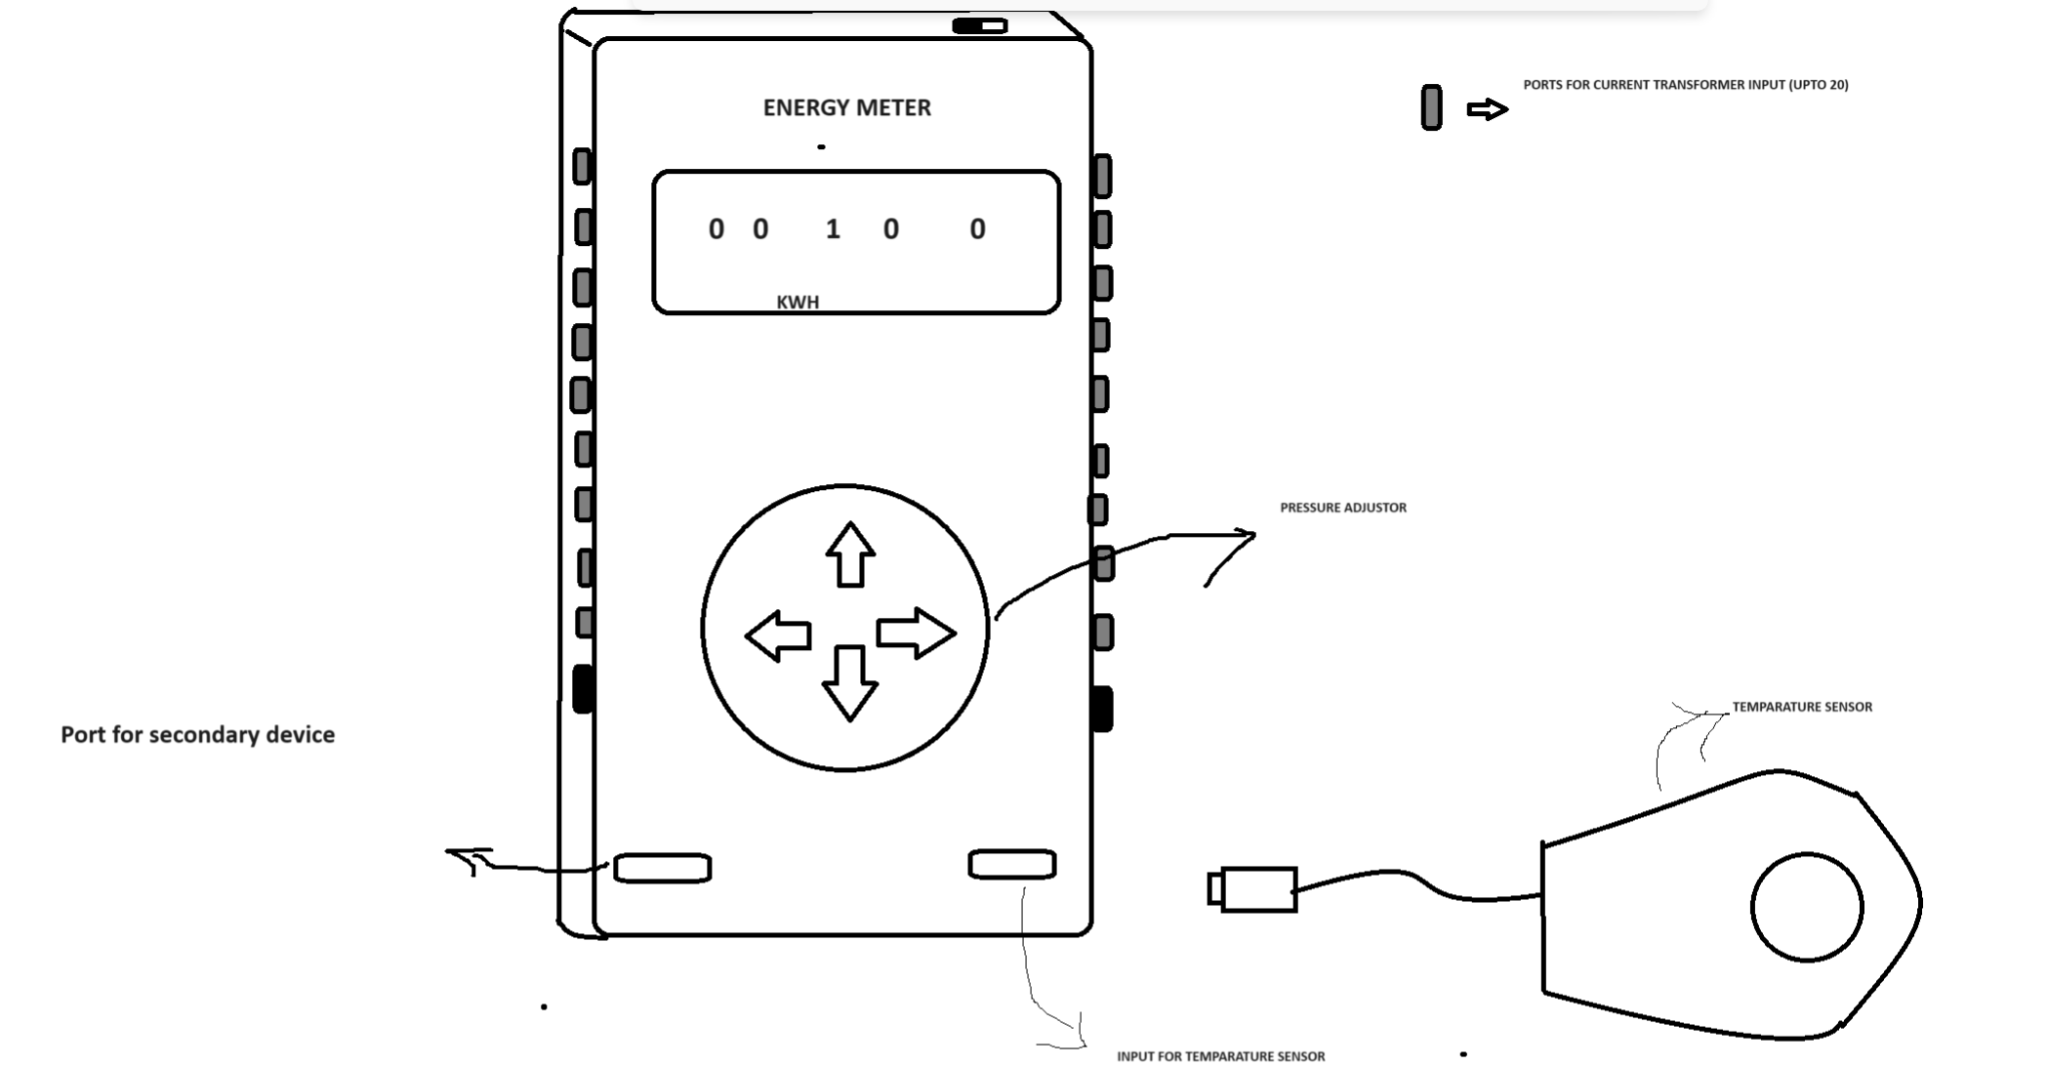 ENERGY METER
PORTS FOR CURRENT TRANSFORMER INPUT (UPTO 20)
0 0 1 0 0
KWH
PRESSURE ADJUSTOR
TEMPARATURE SENSOR
Port for secondary device
INPUT FOR TEMPARATURE SENSOR